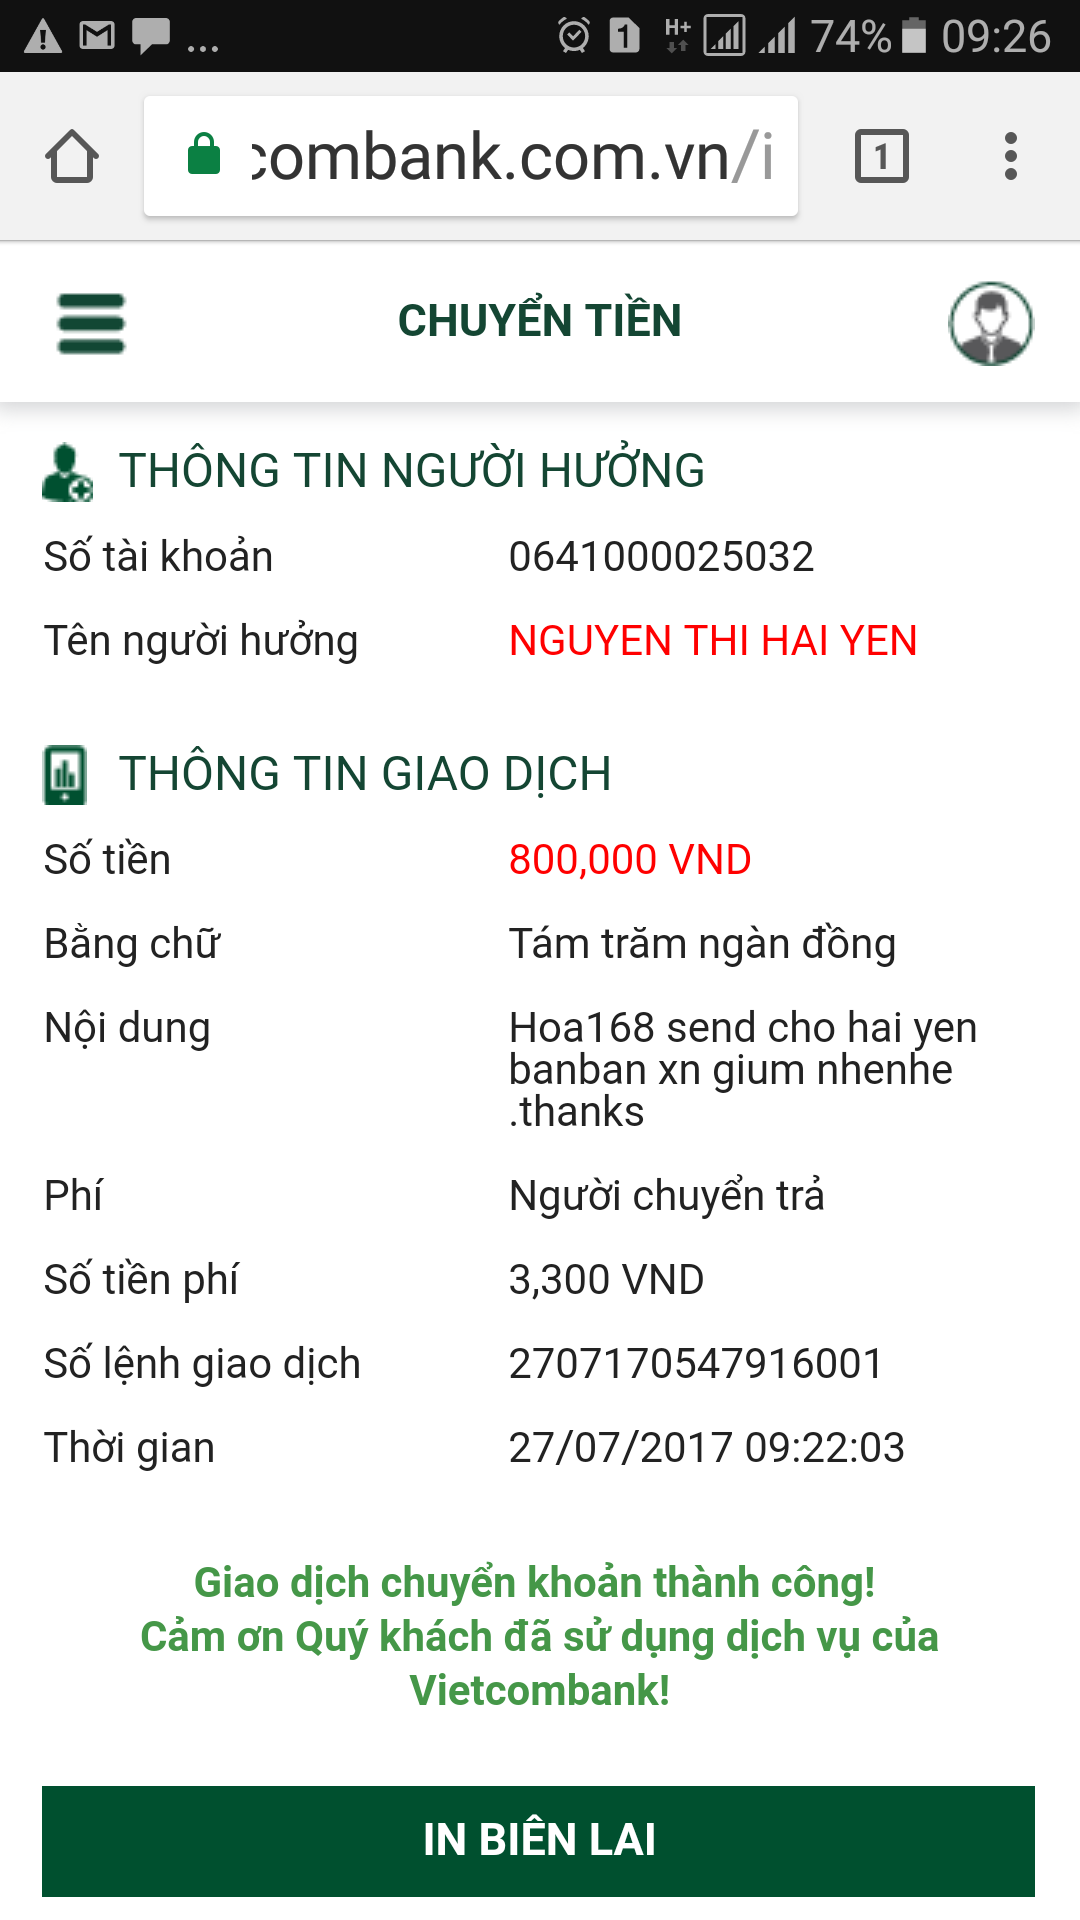 ... 1 H+ 74% 09:26
combank.com.vn/i 1
CHUYỂN TIỀN
THÔNG TIN NGƯỜI HƯỞNG
Số tài khoản 0641000025032
Tên người hưởng NGUYEN THI HAI YEN
THÔNG TIN GIAO DỊCH
Số tiền 800,000 VND
Bằng chữ Tám trăm ngàn đồng
Nội dung Hoa168 send cho hai yen
banban xn gium nhenhe
.thanks
Phí Người chuyển trả
Số tiền phí 3,300 VND
Số lệnh giao dịch 2707170547916001
Thời gian 27/07/2017 09:22:03
Giao dịch chuyển khoản thành công!
Cảm ơn Quý khách đã sử dụng dịch vụ của
Vietcombank!
IN BIÊN LAI